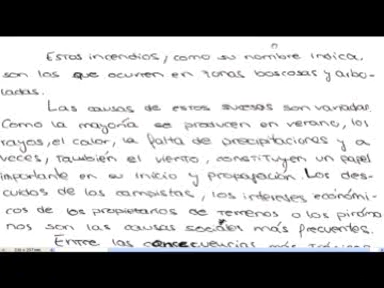 Estos incendios, como su nombre indica,
son los que ocurren en zonas boscosas y arbo-
ladas.
Las causas de estos sucesos son variadas.
Como la mayoría se producen en verano, los
rayos, el calor, la falta de precipitaciones y a
veces, también el viento, constituyen un papel
importante en su inicio y propagación. Los des-
cuidos de los campistas, los intereses económi-
cos de los propietarios de terrenos o los piróma
nos son las causas sociales más frecuentes.
Entre las consecuencias más trágicas